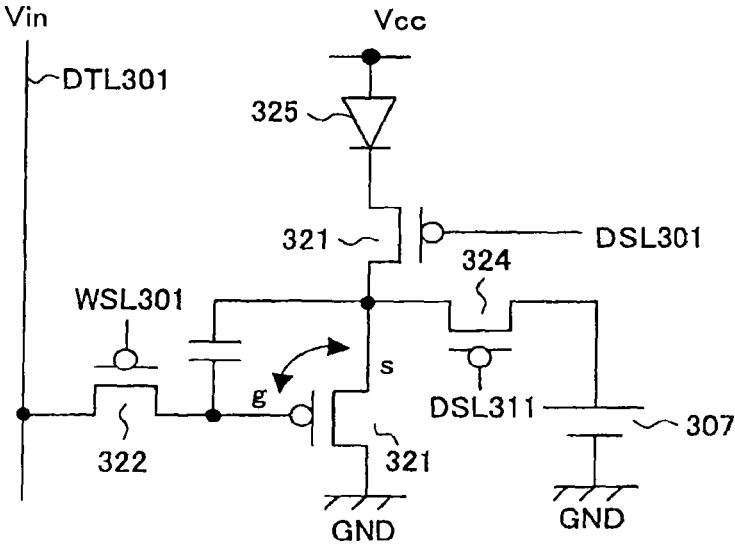 Vin
Vcc
DTL301
325
321
DSL301
324
WSL301
s
g
DSL311
322
321
307
GND
GND